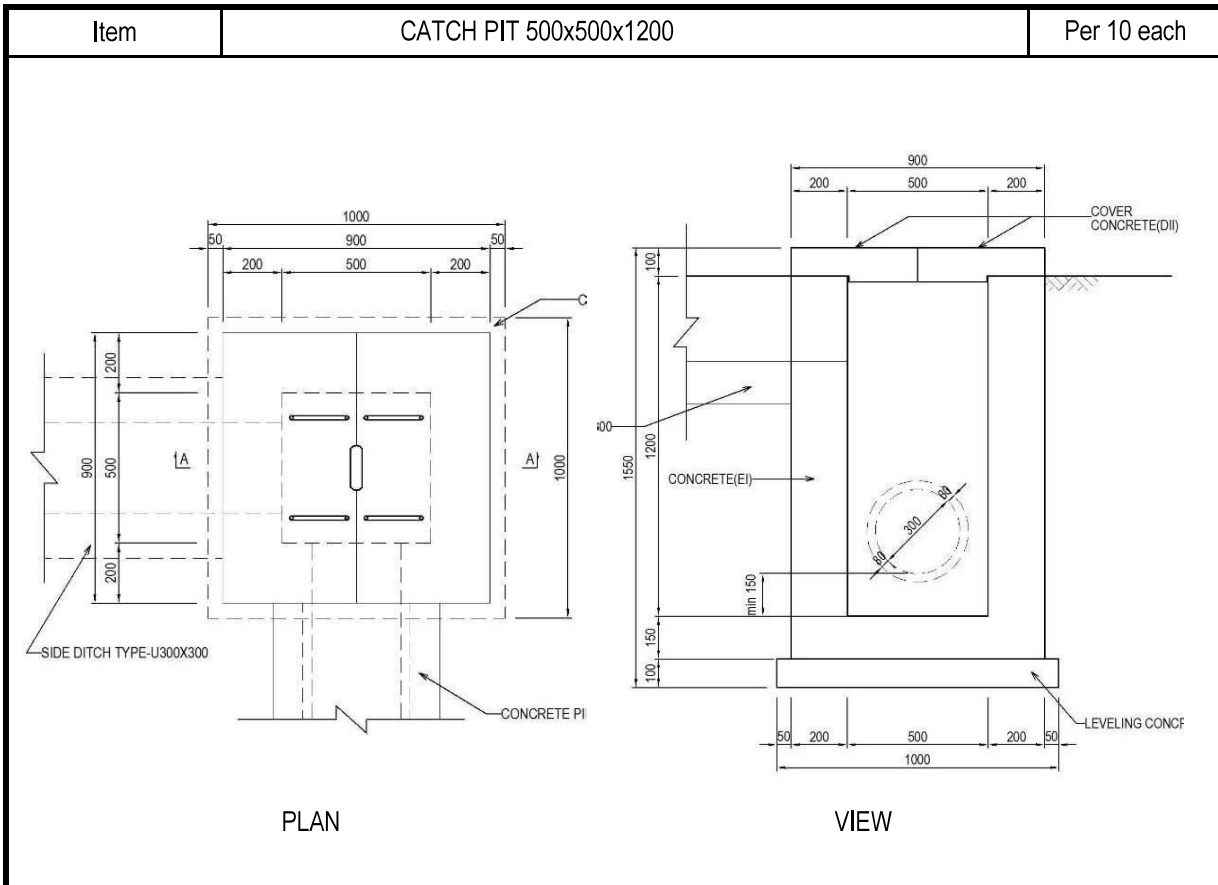 Item CATCH PIT 500x500x1200 Per 10 each
1000
50 900 50
200 500 200
C
200
900 500 1000
200
A A
SIDE DITCH TYPE-U300X300
CONCRETE PI
PLAN
900
200 500 200
COVER
CONCRETE(DII)
100
1200
1550
CONCRETE(EI)
60
300
min 150
150
100
LEVELING CONCR
50 200 500 200 50
1000
VIEW